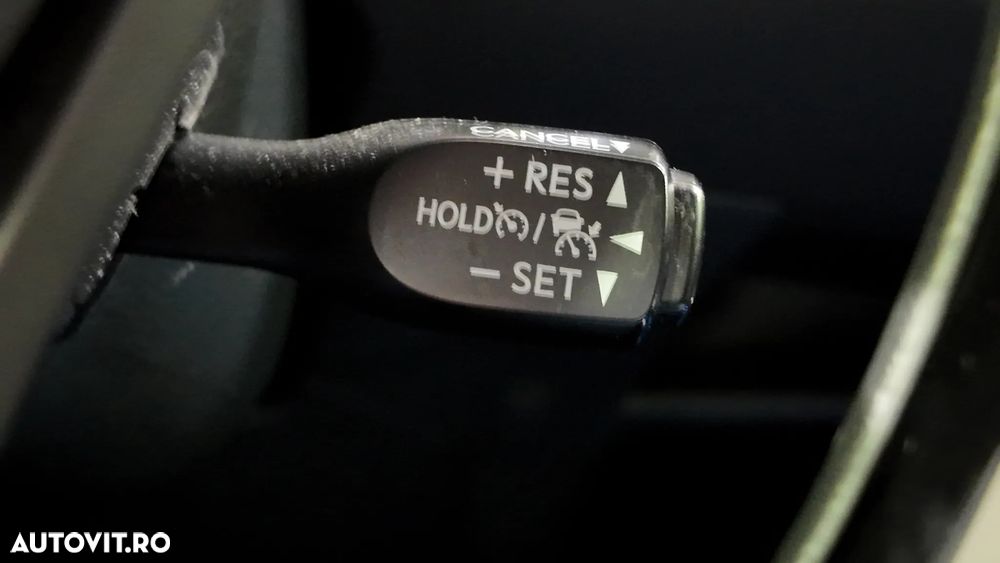 CANCEL▼
+ RES ▲
HOLD / ◀
- SET ▼
AUTOVIT.RO